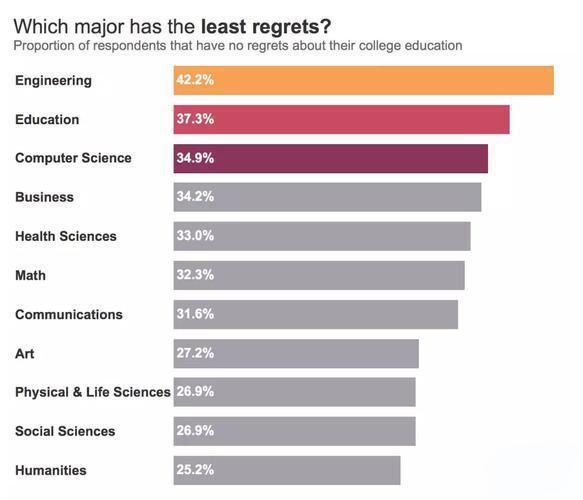 Which major has the least regrets?
Proportion of respondents that have no regrets about their college education
Engineering 42.2%
Education 37.3%
Computer Science 34.9%
Business 34.2%
Health Sciences 33.0%
Math 32.3%
Communications 31.6%
Art 27.2%
Physical & Life Sciences 26.9%
Social Sciences 26.9%
Humanities 25.2%